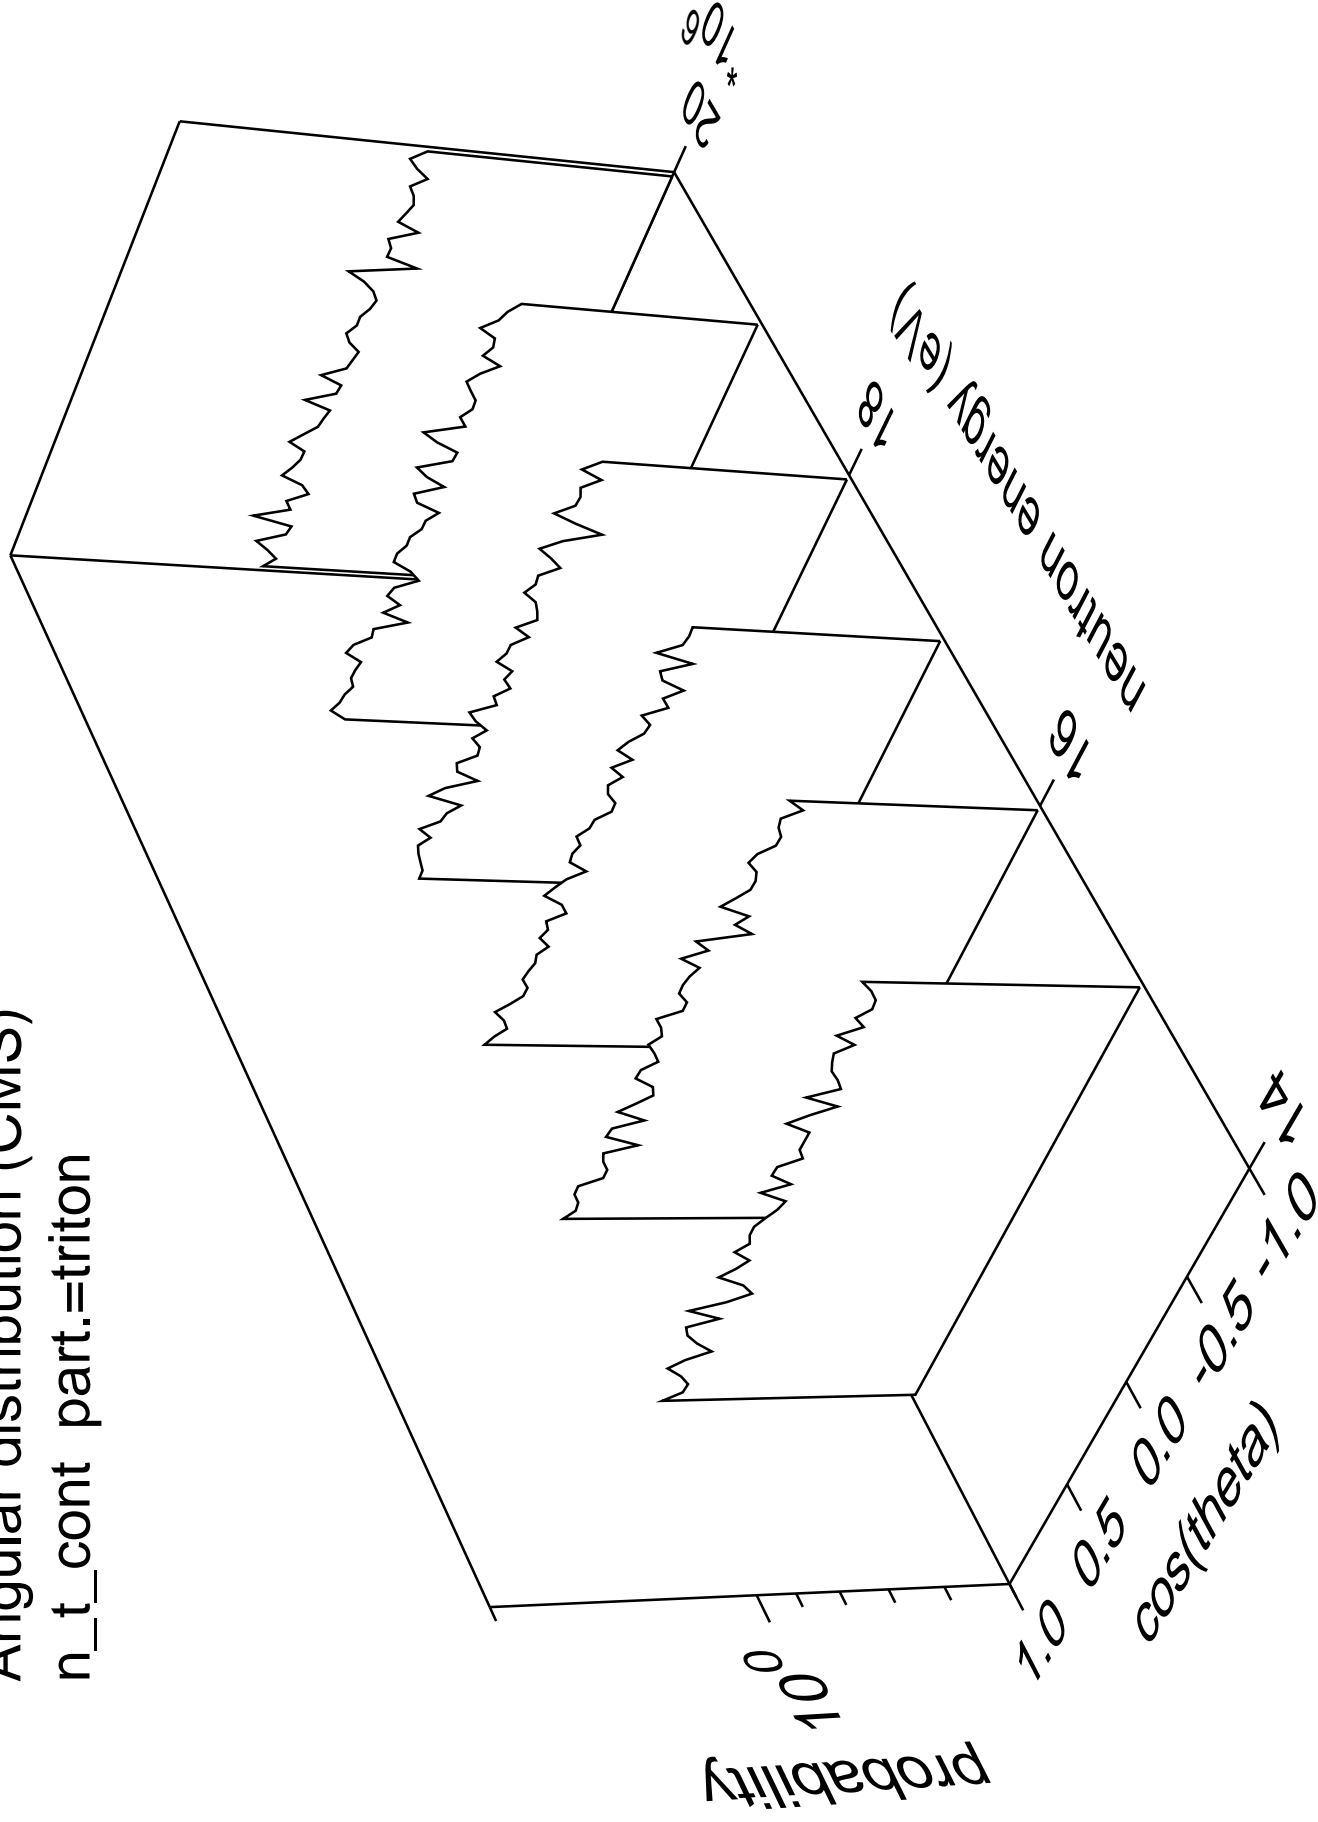 Angular distribution (CMS)
n_t_cont part.=triton
probability
10 0
1.0 0.5 0.0 -0.5 -1.0
cos(theta)
14 16 18 20
*10 6
neutron energy (eV)